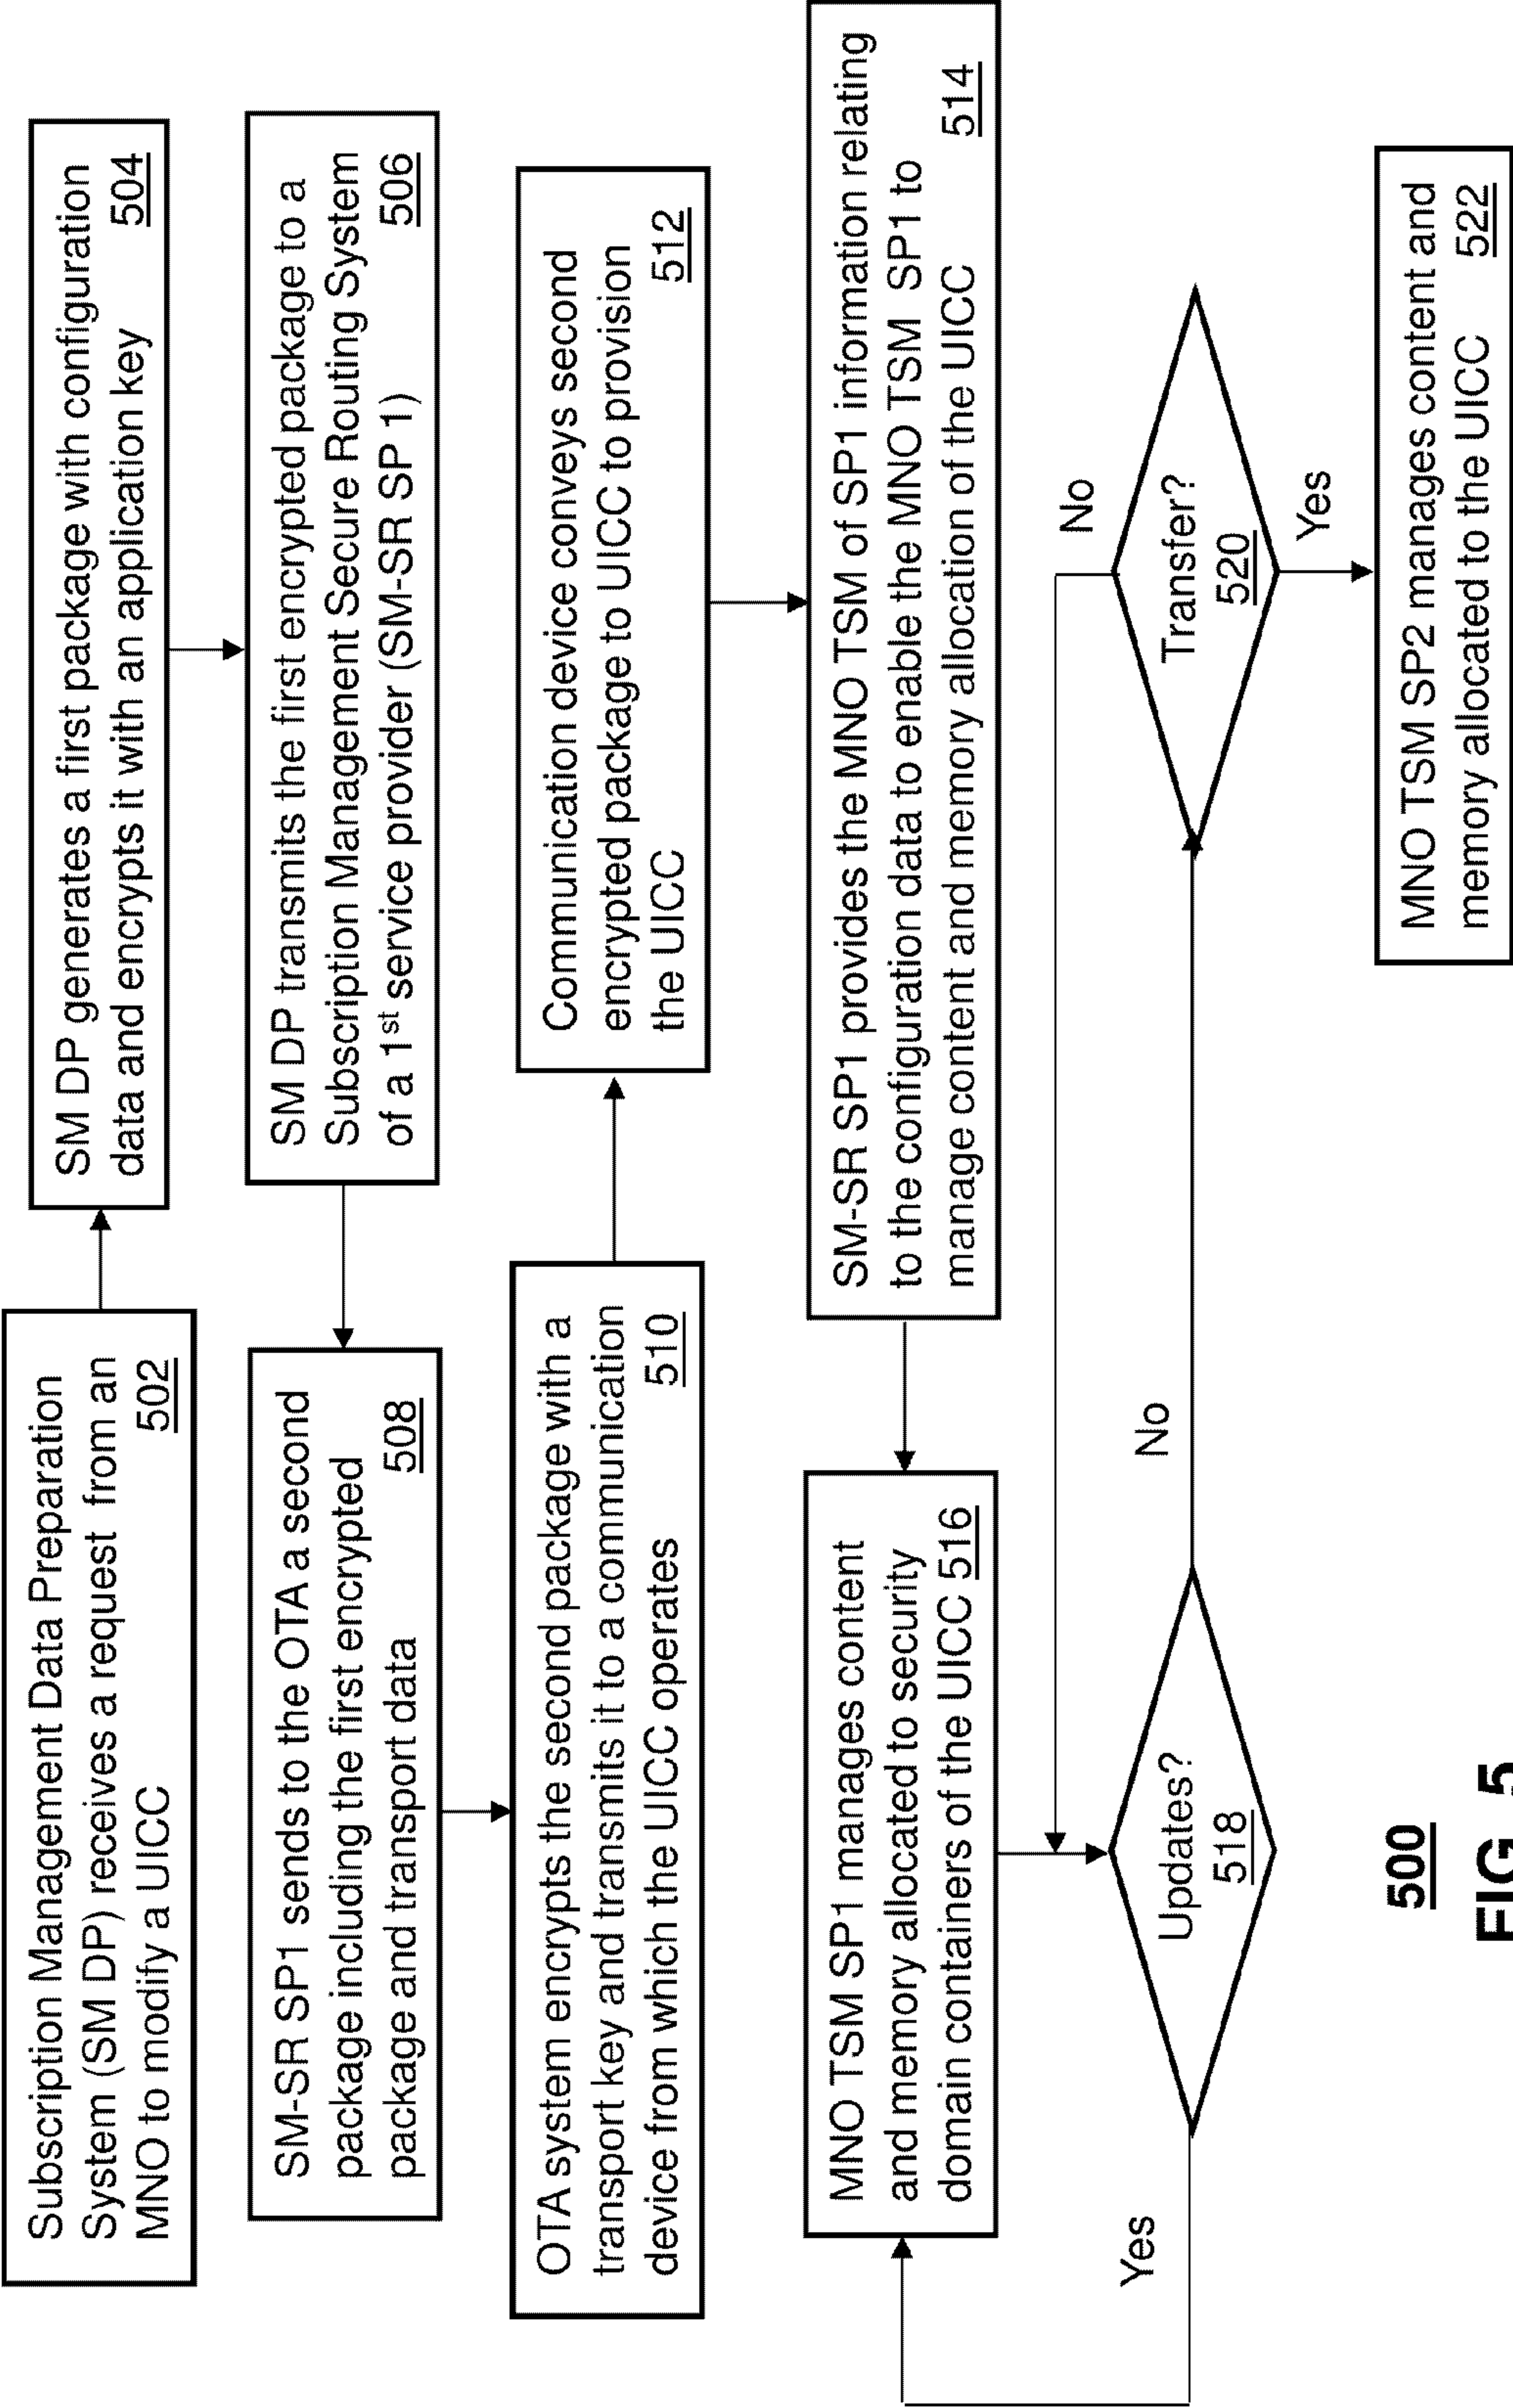 Subscription Management Data Preparation
System (SM DP) receives a request from an
MNO to modify a UICC
502
SM DP generates a first package with configuration
data and encrypts it with an application key
504
SM DP transmits the first encrypted package to a
Subscription Management Secure Routing System
of a 1st service provider (SM-SR SP 1)
506
SM-SR SP1 sends to the OTA a second
package including the first encrypted
package and transport data
508
OTA system encrypts the second package with a
transport key and transmits it to a communication
device from which the UICC operates
510
Communication device conveys second
encrypted package to UICC to provision
the UICC
512
SM-SR SP1 provides the MNO TSM of SP1 information relating
to the configuration data to enable the MNO TSM SP1 to
manage content and memory allocation of the UICC
514
MNO TSM SP1 manages content
and memory allocated to security
domain containers of the UICC 516
Updates?
518
Yes
No
Transfer?
520
No
Yes
MNO TSM SP2 manages content and
memory allocated to the UICC 522
500
FIG. 5